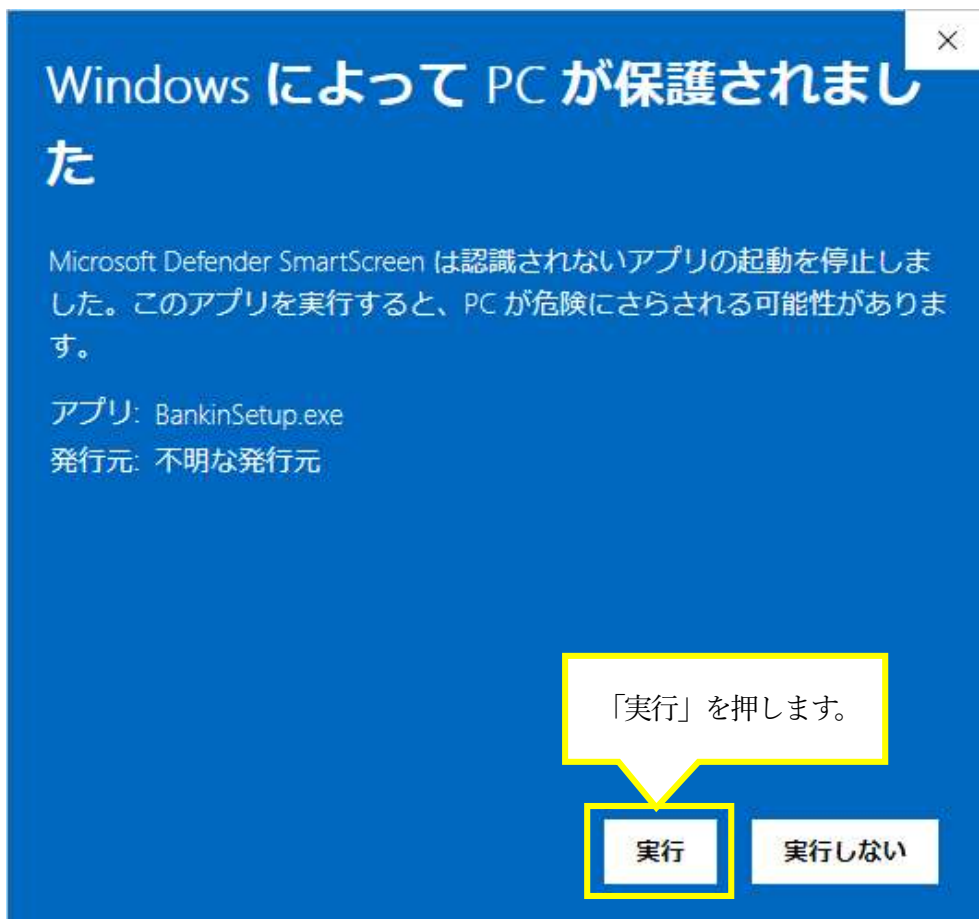 Windows によって PC が保護されまし
た
Microsoft Defender SmartScreen は認識されないアプリの起動を停止しま
した。このアプリを実行すると、PC が危険にさらされる可能性がありま
す。
アプリ: BankinSetup.exe
発行元: 不明な発行元
「実行」を押します。
実行
実行しない